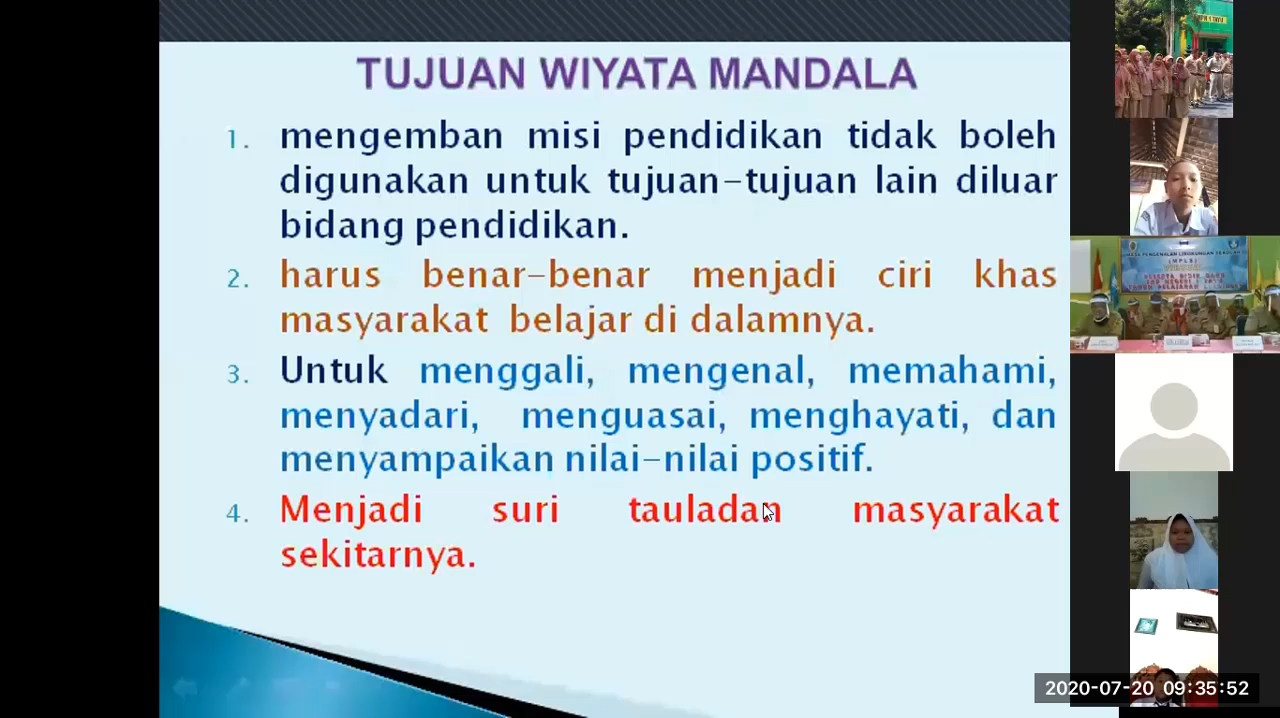 TUJUAN WIYATA MANDALA
1. mengemban misi pendidikan tidak boleh
digunakan untuk tujuan-tujuan lain diluar
bidang pendidikan.
2. harus benar-benar menjadi ciri khas
masyarakat belajar di dalamnya.
3. Untuk menggali, mengenal, memahami,
menyadari, menguasai, menghayati, dan
menyampaikan nilai-nilai positif.
4. Menjadi suri tauladan masyarakat
sekitarnya.
(MPLS)
2020-07-20 09:35:52